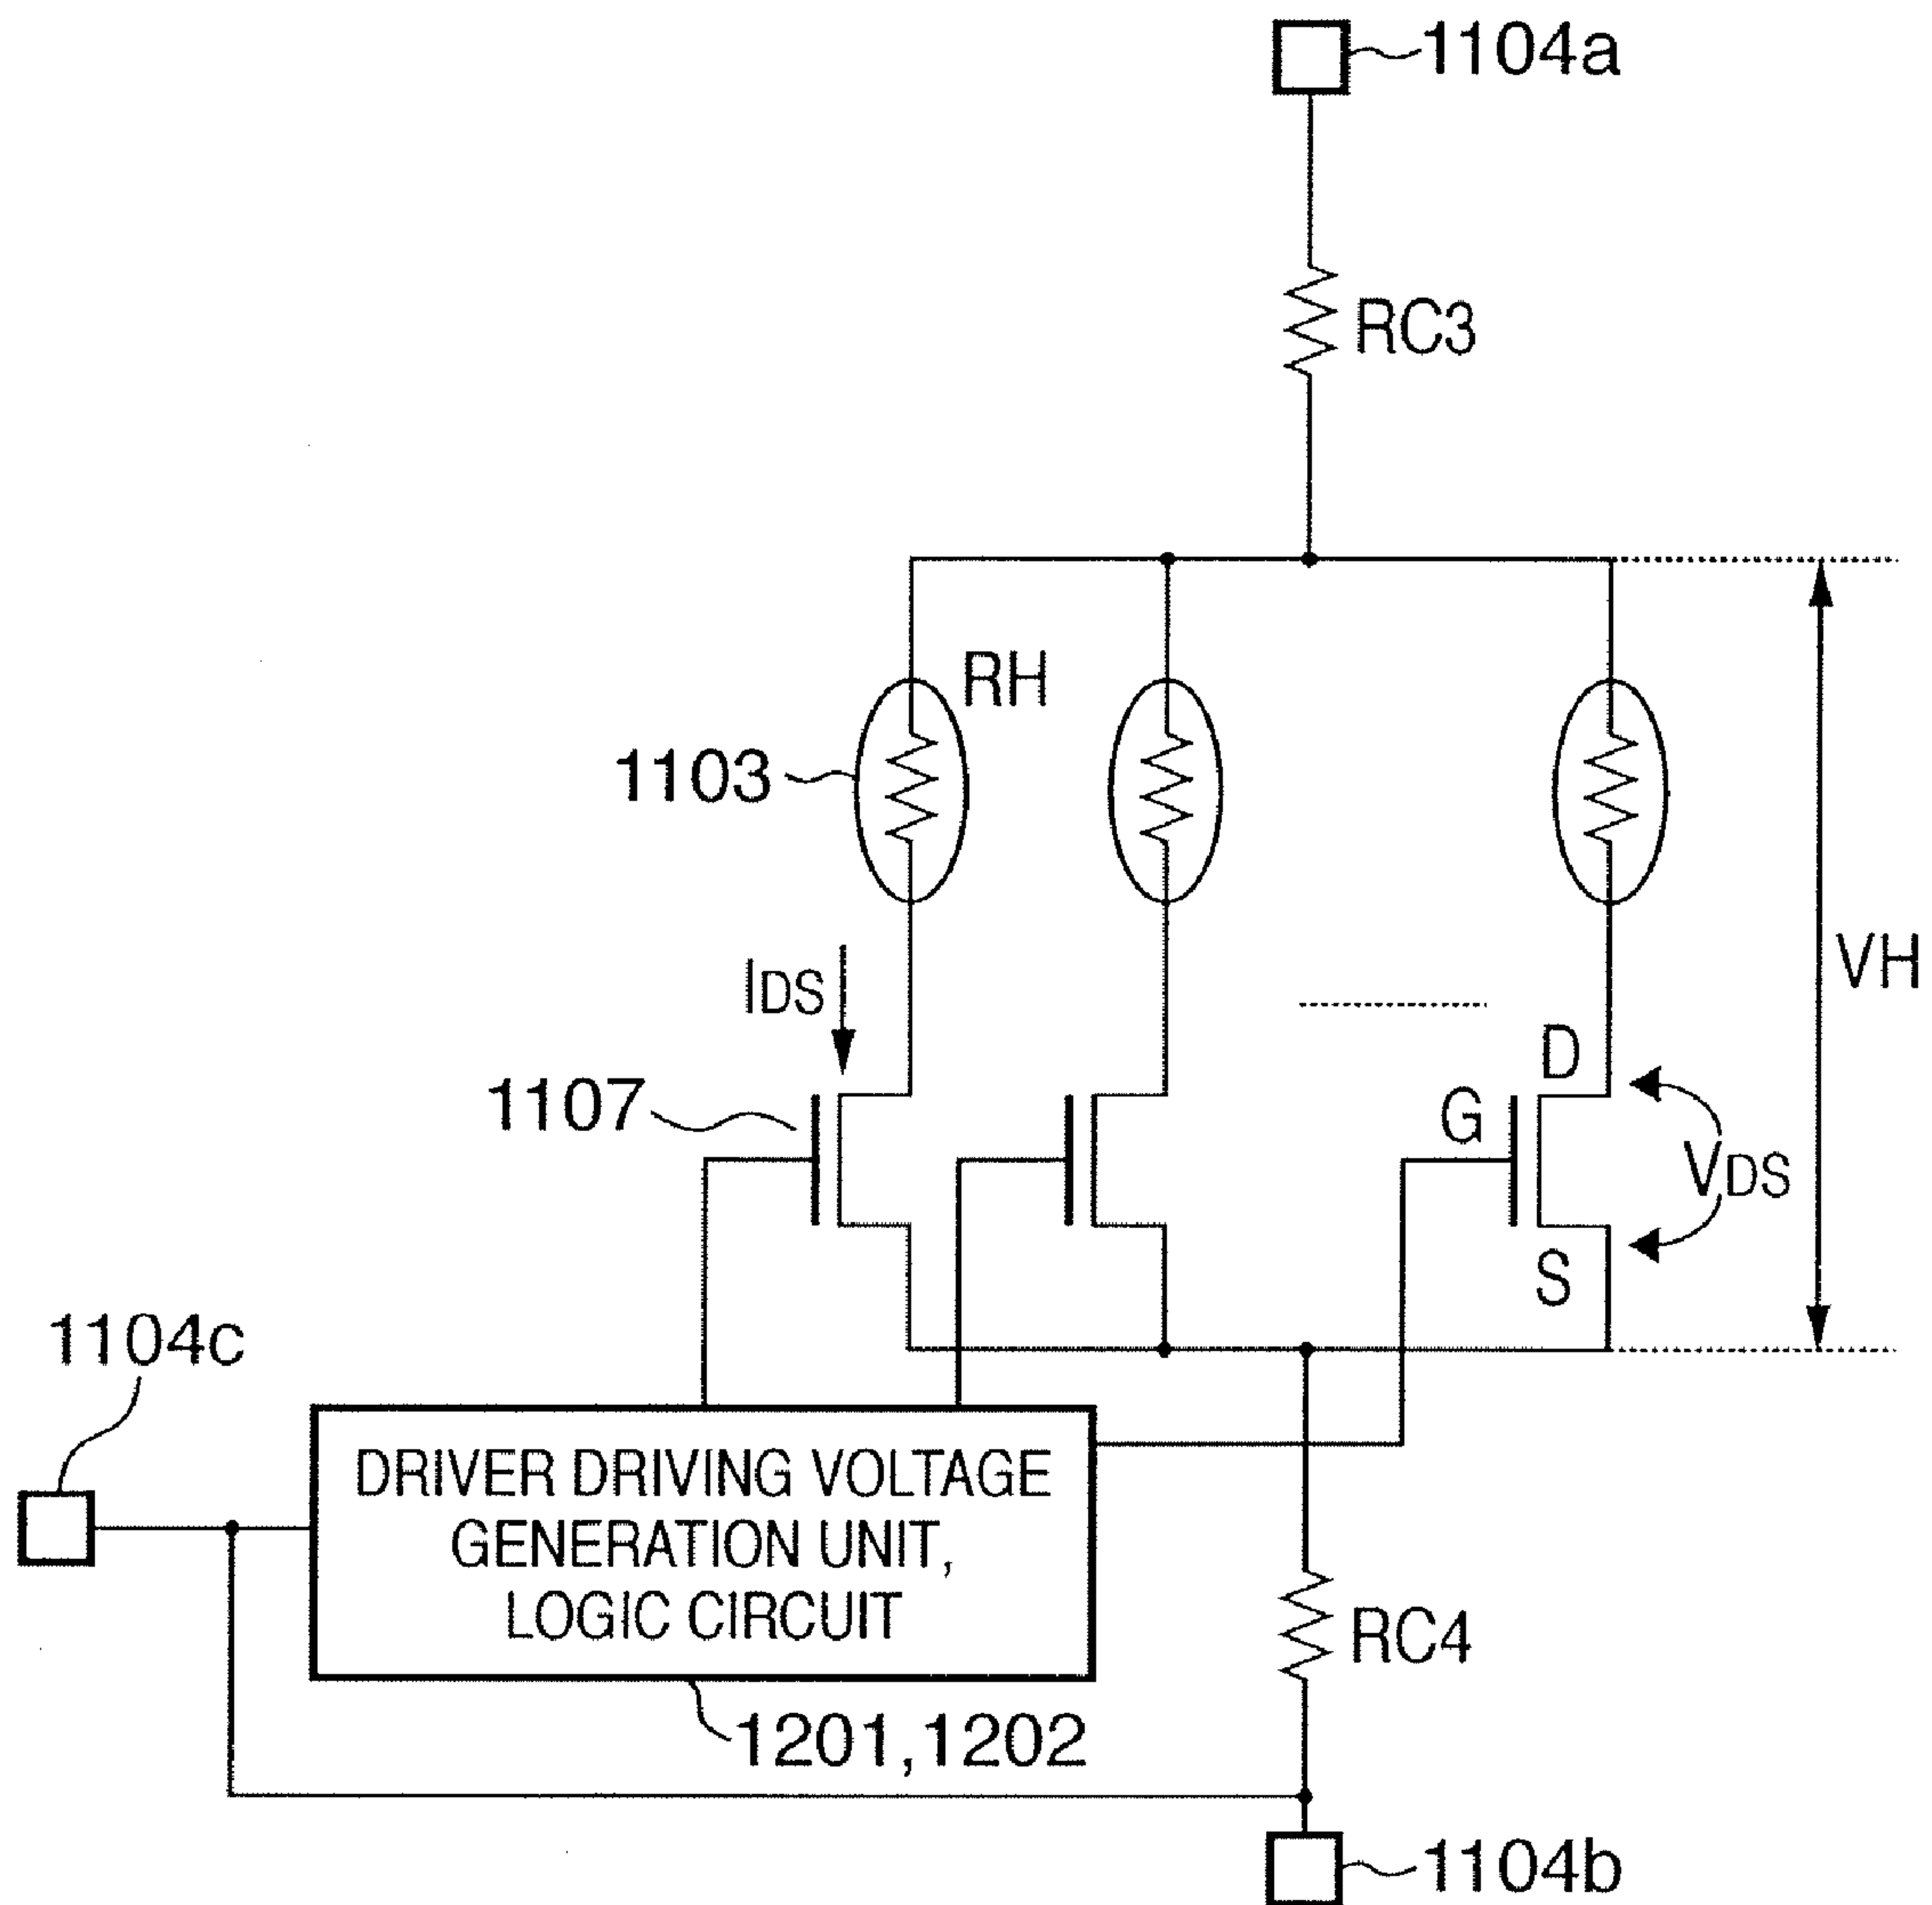 1104a
RC3
RH
1103
IDS
VH
D
1107
G
VDS
S
1104c
DRIVER DRIVING VOLTAGE
GENERATION UNIT,
LOGIC CIRCUIT
RC4
1201,1202
1104b